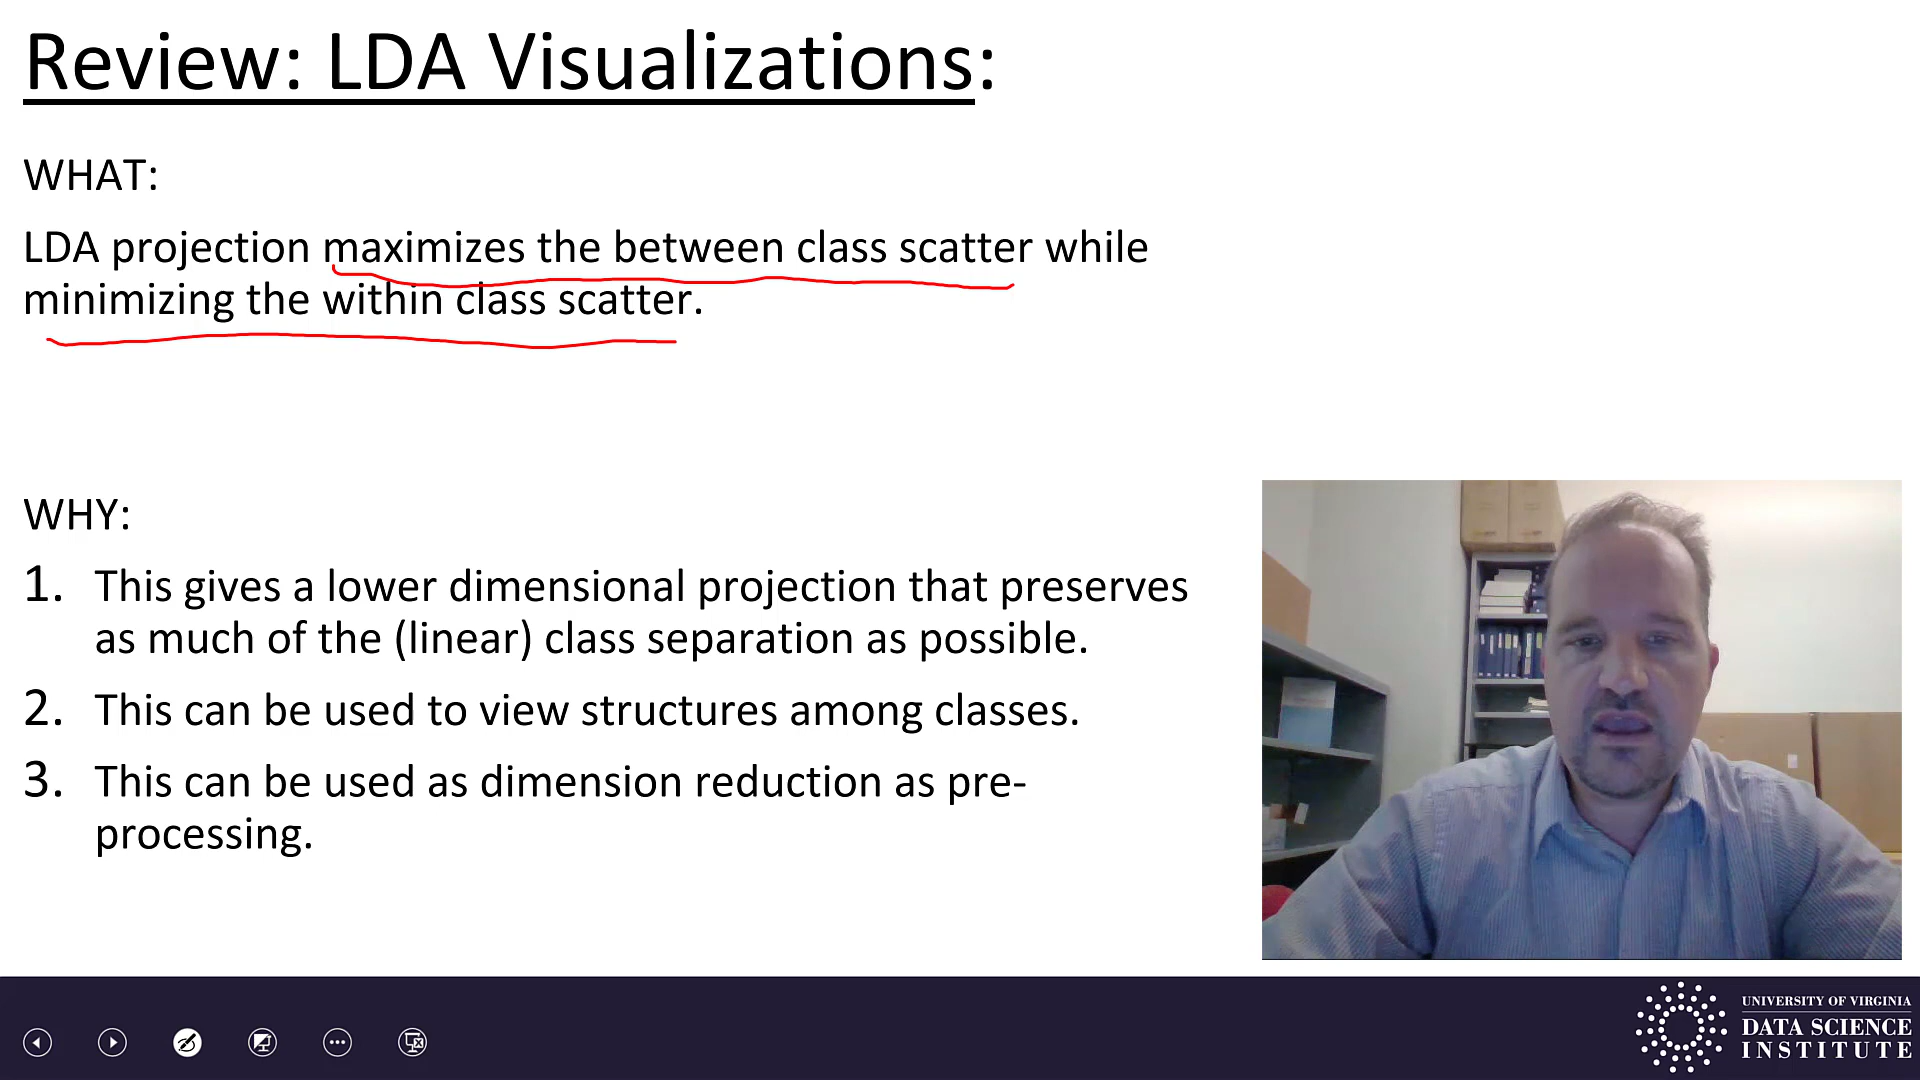 Review: LDA Visualizations:
WHAT:
LDA projection maximizes the between class scatter while
minimizing the within class scatter.
WHY:
1. This gives a lower dimensional projection that preserves
as much of the (linear) class separation as possible.
2. This can be used to view structures among classes.
3. This can be used as dimension reduction as pre-
processing.
UNIVERSITY OF VIRGINIA
DATA SCIENCE
INSTITUTE